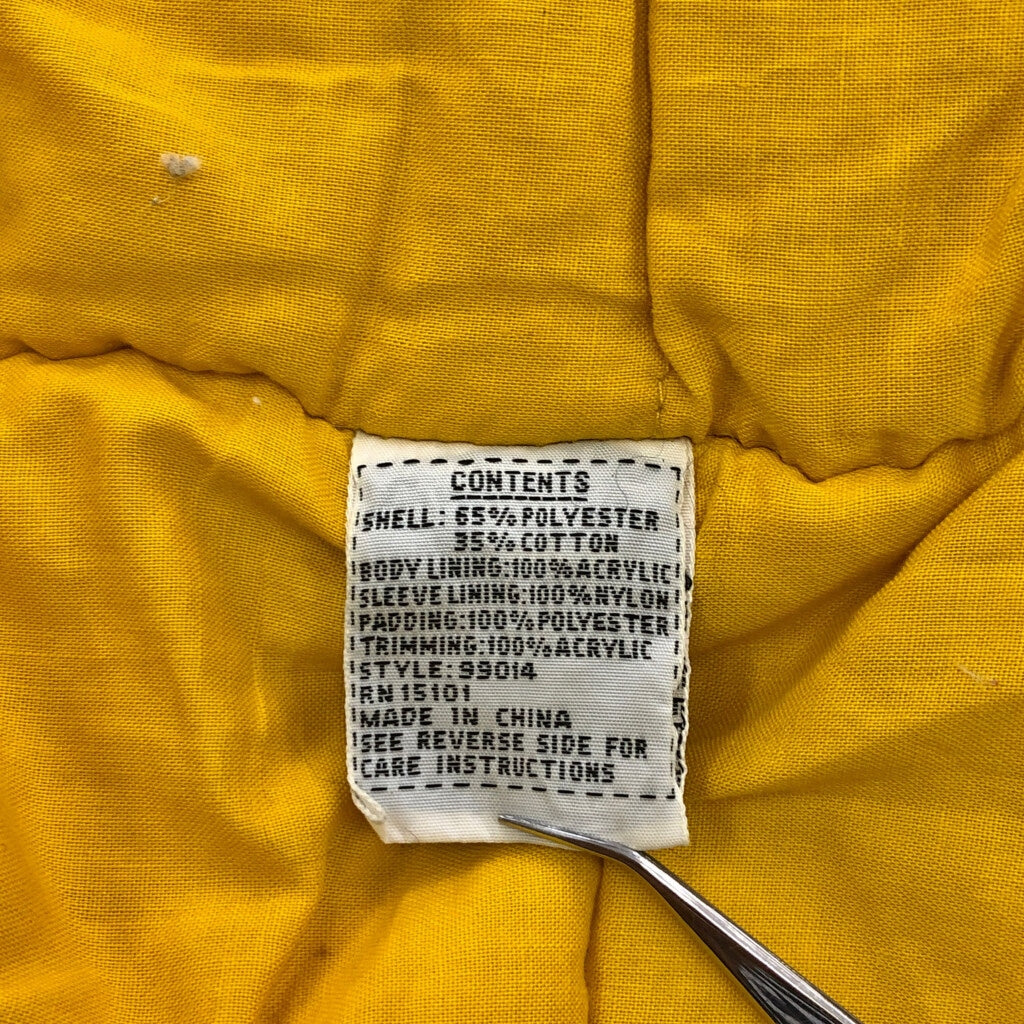 CONTENTS
SHELL: 65% POLYESTER
35% COTTON
BODY LINING:100% ACRYLIC
SLEEVE LINING:100% NYLON
PADDING:100% POLYESTER
TRIMMING:100% ACRYLIC
STYLE: 99014
RN 15101
MADE IN CHINA
SEE REVERSE SIDE FOR
CARE INSTRUCTIONS